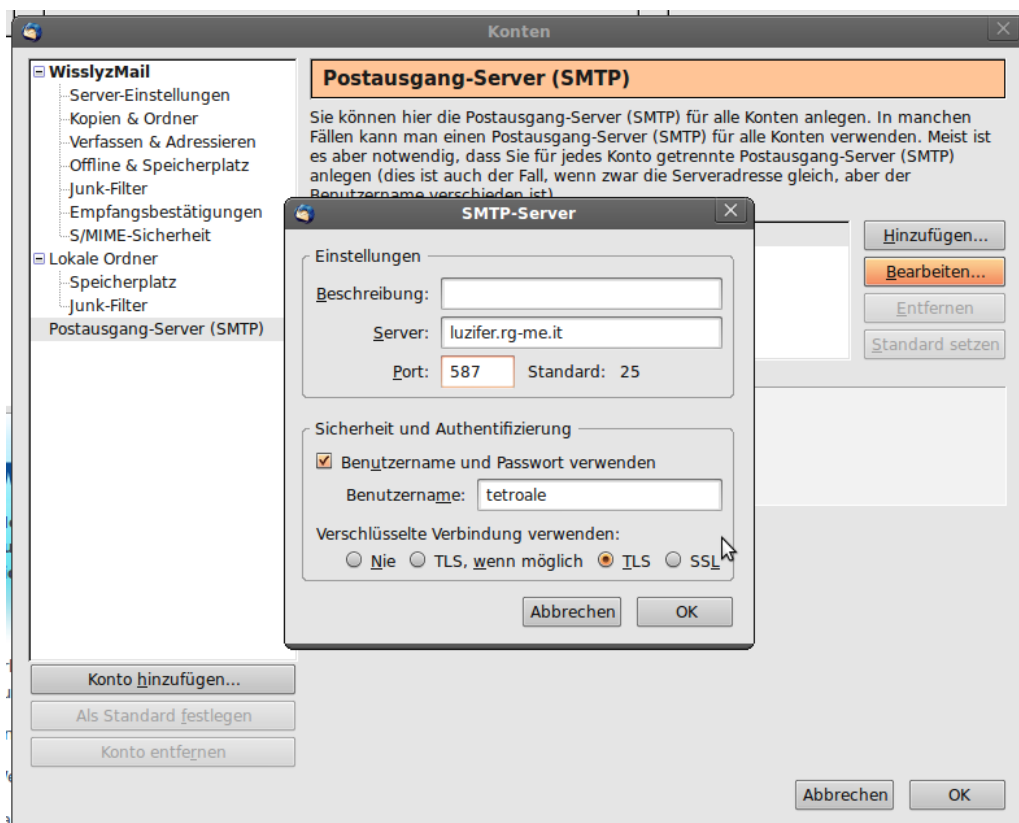 Konten
WisslyzMail
Server-Einstellungen
Kopien & Ordner
Verfassen & Adressieren
Offline & Speicherplatz
Junk-Filter
Empfangsbestätigungen
S/MIME-Sicherheit
Lokale Ordner
Speicherplatz
Junk-Filter
Postausgang-Server (SMTP)
Konto hinzufügen...
Als Standard festlegen
Konto entfernen
Postausgang-Server (SMTP)
Sie können hier die Postausgang-Server (SMTP) für alle Konten anlegen. In manchen
Fällen kann man einen Postausgang-Server (SMTP) für alle Konten verwenden. Meist ist
es aber notwendig, dass Sie für jedes Konto getrennte Postausgang-Server (SMTP)
anlegen (dies ist auch der Fall, wenn zwar die Serveradresse gleich, aber der
Benutzername verschieden ist)
Hinzufügen...
Bearbeiten...
Entfernen
Standard setzen
SMTP-Server
Einstellungen
Beschreibung:
Server: luzifer.rg-me.it
Port: 587 Standard: 25
Sicherheit und Authentifizierung
Benutzername und Passwort verwenden
Benutzername: tetroale
Verschlüsselte Verbindung verwenden:
Nie TLS, wenn möglich TLS SSL
Abbrechen OK
Abbrechen OK